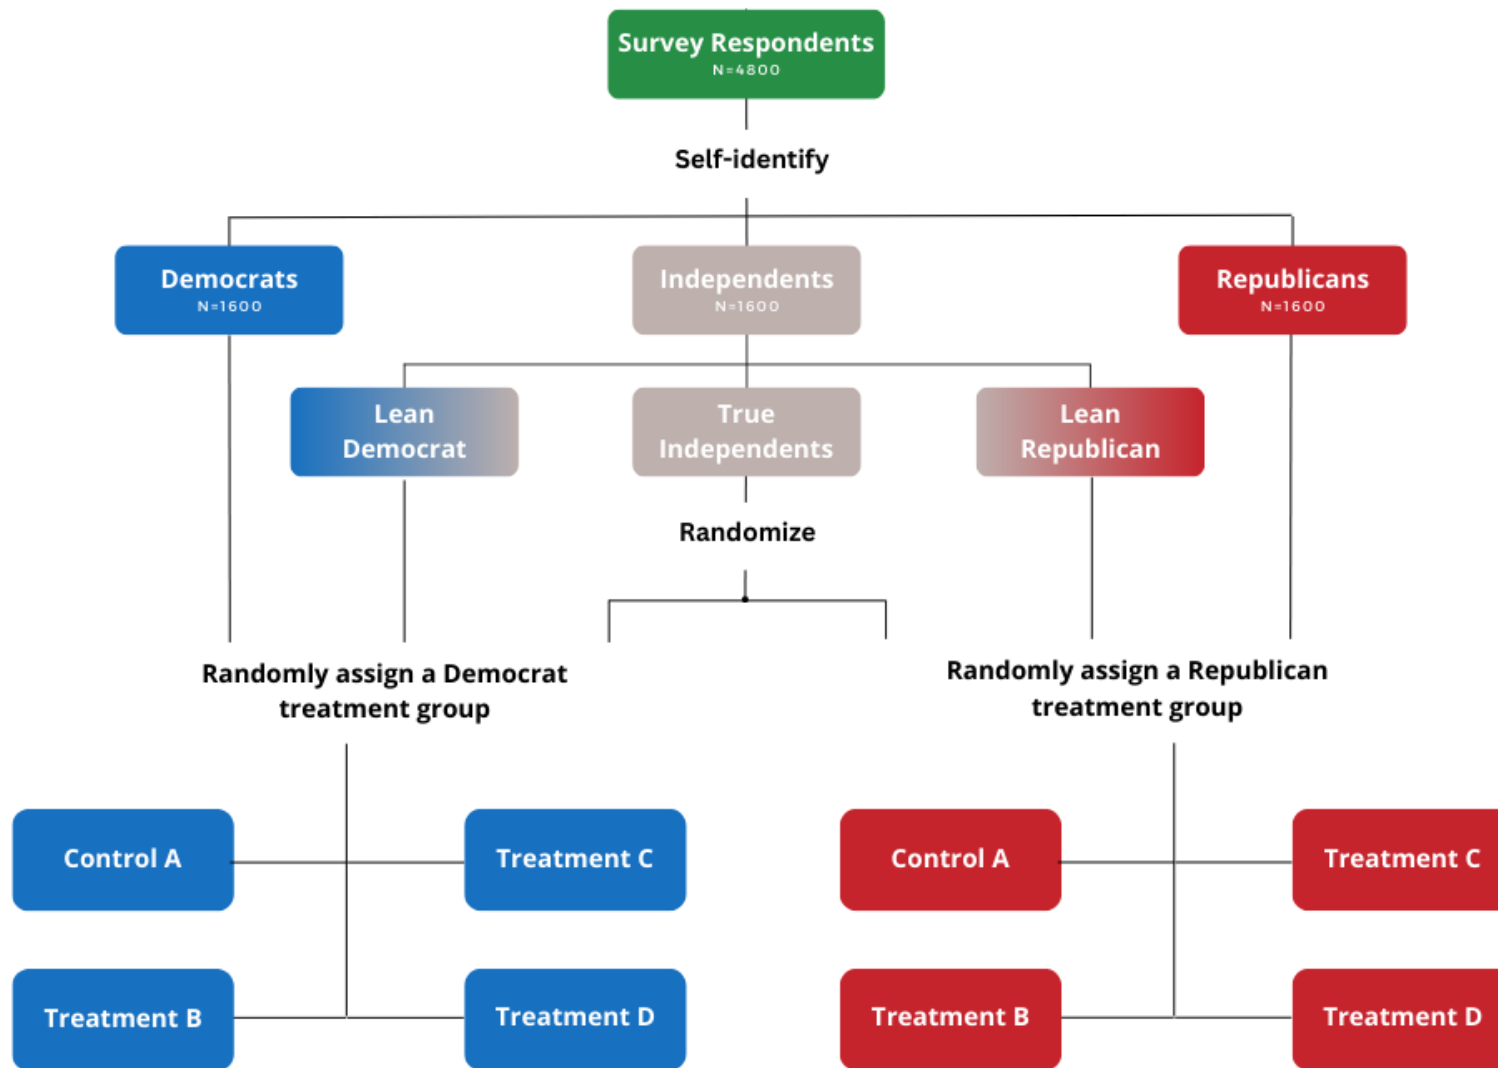 Survey Respondents
N=4800
Self-identify
Democrats
N=1600
Independents
N=1600
Republicans
N=1600
Lean
Democrat
True
Independents
Lean
Republican
Randomize
Randomly assign a Democrat
treatment group
Randomly assign a Republican
treatment group
Control A
Treatment C
Control A
Treatment C
Treatment B
Treatment D
Treatment B
Treatment D